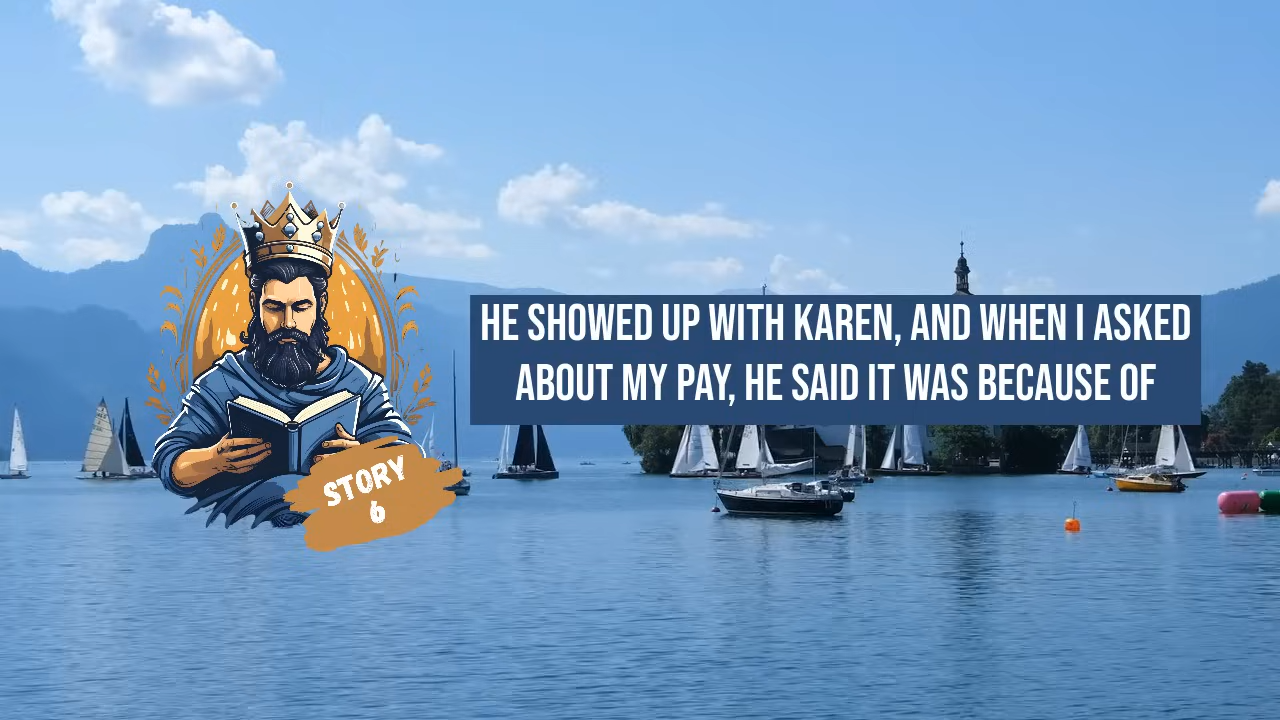 HE SHOWED UP WITH KAREN, AND WHEN I ASKED
ABOUT MY PAY, HE SAID IT WAS BECAUSE OF
STORY
6